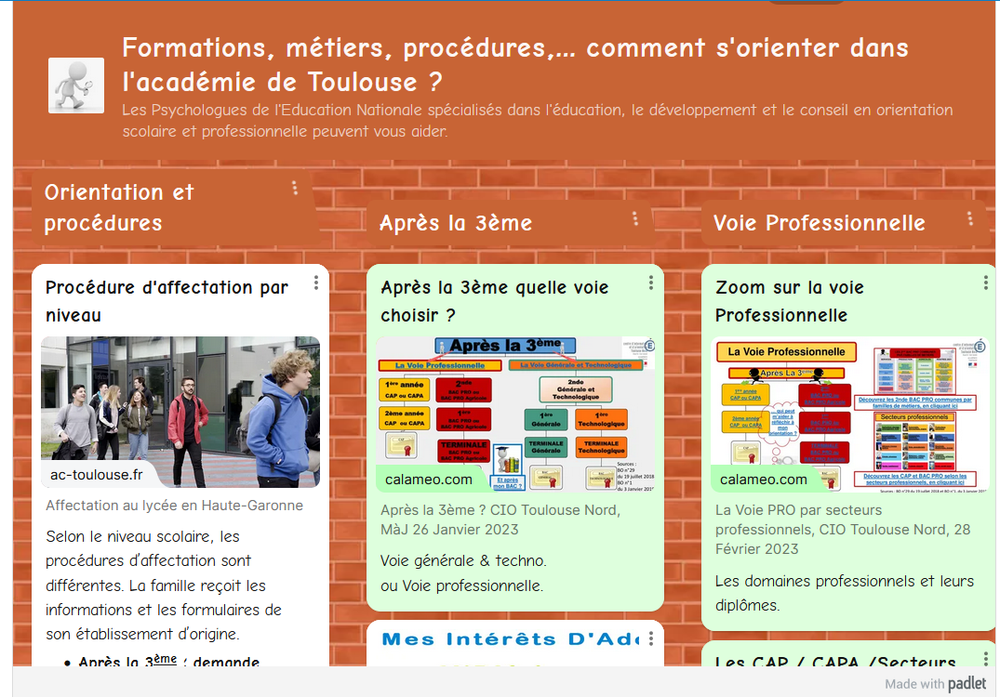 Formations, métiers, procédures,... comment s'orienter dans
l'académie de Toulouse ?
Les Psychologues de l'Education Nationale spécialisés dans l'éducation, le développement et le conseil en orientation
scolaire et professionnelle peuvent vous aider.
Orientation et
procédures
Procédure d'affectation par
niveau
ac-toulouse.fr
Affectation au lycée en Haute-Garonne
Selon le niveau scolaire, les
procédures d'affectation sont
différentes. La famille reçoit les
informations et les formulaires de
son établissement d'origine.
• Après la 3ème : demande
Après la 3ème
Après la 3ème quelle voie
choisir ?
Après la 3ème
La Voie Professionnelle
La Voie Générale et Technologique
1ère année
CAP ou CAPA
2nde
BAC PRO ou
BAC PRO Agricole
2nde
Générale et
Technologique
2ème année
CAP ou CAPA
1ère
BAC PRO ou
BAC PRO Agricole
1ère
Générale
1ère
Technologique
TERMINALE
BAC PRO ou
BAC PRO Agricole
TERMINALE
Générale
TERMINALE
Technologique
Et après
mon BAC ?
Sources :
BO n°29
du 19 juillet 2018
BO n°1
du 3 janvier
calameo.com
Après la 3ème ? CIO Toulouse Nord,
MàJ 26 Janvier 2023
Voie générale & techno.
ou Voie professionnelle.
Mes Intérêts D'Ado
Voie Professionnelle
Zoom sur la voie
Professionnelle
La Voie Professionnelle
Après La 3ème
1ère année
CAP ou CAPA
2ème année
CAP ou CAPA
qui peut
m'aider à
réfléchir à
mon
orientation ?
Découvrez les 2nde BAC PRO communes par
familles de métiers, en cliquant ici
Secteurs professionnels
Découvrez les CAP et BAC PRO selon les
secteurs professionnels, en cliquant ici
calameo.com
La Voie PRO par secteurs
professionnels, CIO Toulouse Nord, 28
Février 2023
Les domaines professionnels et leurs
diplômes.
Les CAP / CAPA /Secteurs
Made with padlet